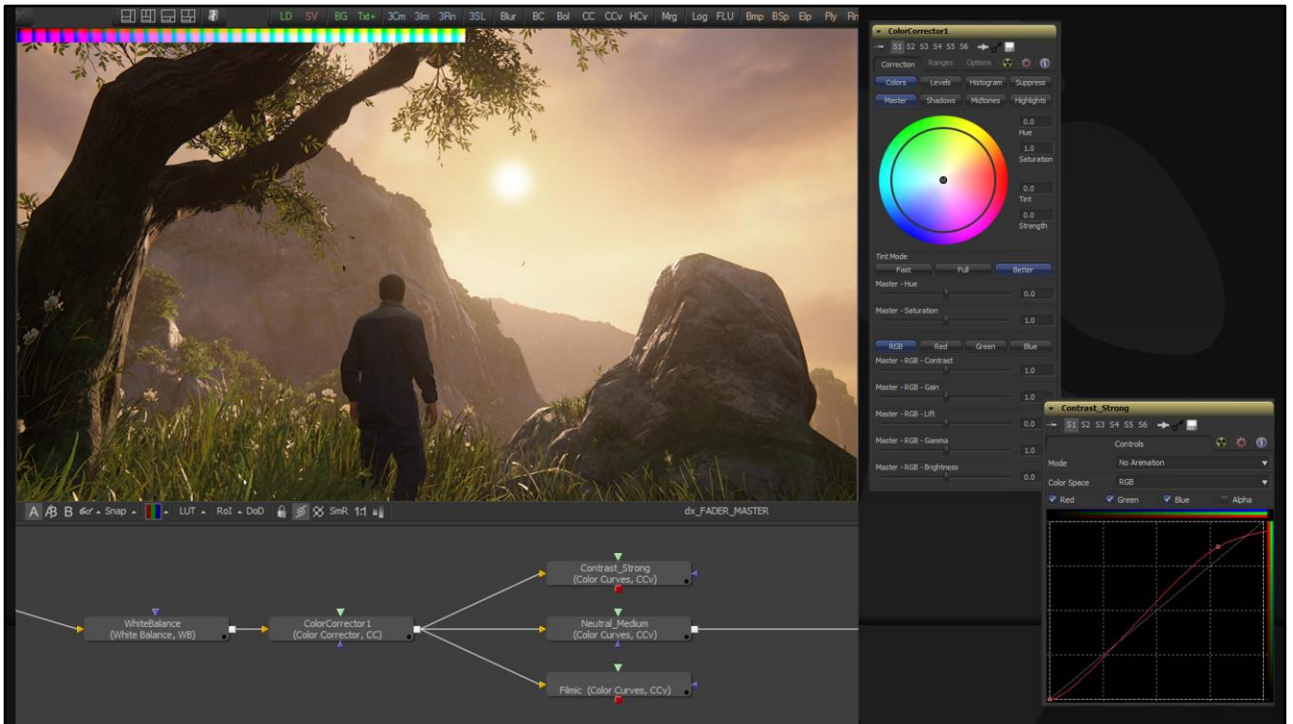 LD SV BG Txt+ 3Cm 3Im 3Rn 3SL Blur BC Bol CC CCv HCv Mrg Log FLU Bmp BSp Elp Ply
ColorCorrector1
S1 S2 S3 S4 S5 S6
Correction Ranges Options
Colors Levels Histogram Suppress
Master Shadows Midtones Highlights
0.0
Hue
1.0
Saturation
0.0
Tint
0.0
Strength
Tint Mode
Fast Full Better
Master - Hue
0.0
Master - Saturation
1.0
RGB Red Green Blue
Master - RGB - Contrast
1.0
Master - RGB - Gain
1.0
Master - RGB - Lift
0.0
Master - RGB - Gamma
1.0
Master - RGB - Brightness
0.0
Contrast_Strong
S1 S2 S3 S4 S5 S6
Controls
Mode No Animation
Color Space RGB
Red Green Blue Alpha
A B Snap LUT RoI DoD SmR 1:1 dx_FADER_MASTER
WhiteBalance
(White Balance, WB)
ColorCorrector1
(Color Corrector, CC)
Contrast_Strong
(Color Curves, CCv)
Neutral_Medium
(Color Curves, CCv)
Filmic (Color Curves, CCv)